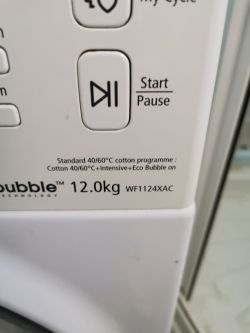 My Cycle
Start
Pause
Standard 40/60°C cotton programme :
Cotton 40/60°C+Intensive+Eco Bubble on
bubble™ 12.0kg WF1124XAC
TECHNOLOGY